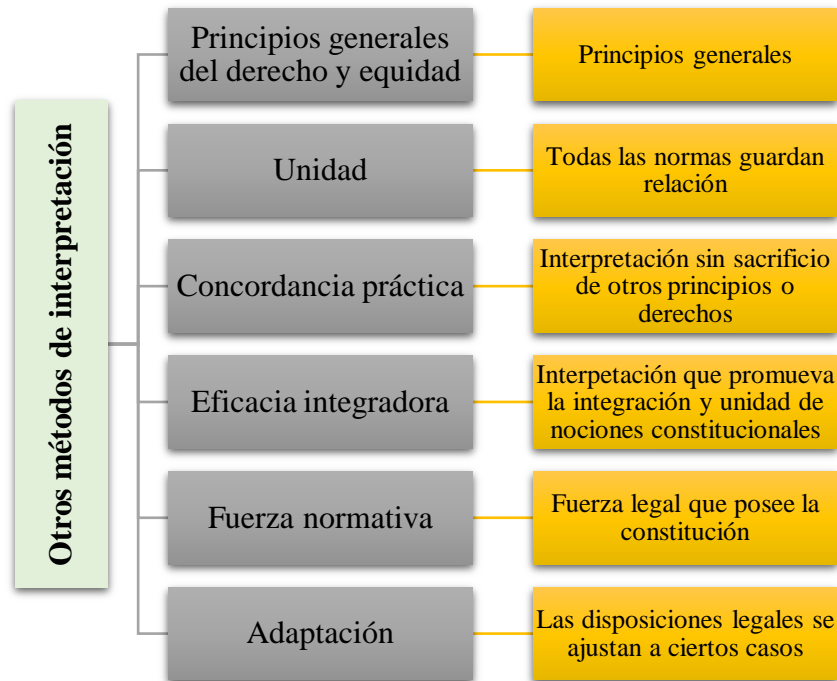 Otros métodos de interpretación
Principios generales
del derecho y equidad
Principios generales
Unidad
Todas las normas guardan
relación
Concordancia práctica
Interpretación sin sacrificio
de otros principios o
derechos
Eficacia integradora
Interpetación que promueva
la integración y unidad de
nociones constitucionales
Fuerza normativa
Fuerza legal que posee la
constitución
Adaptación
Las disposiciones legales se
ajustan a ciertos casos